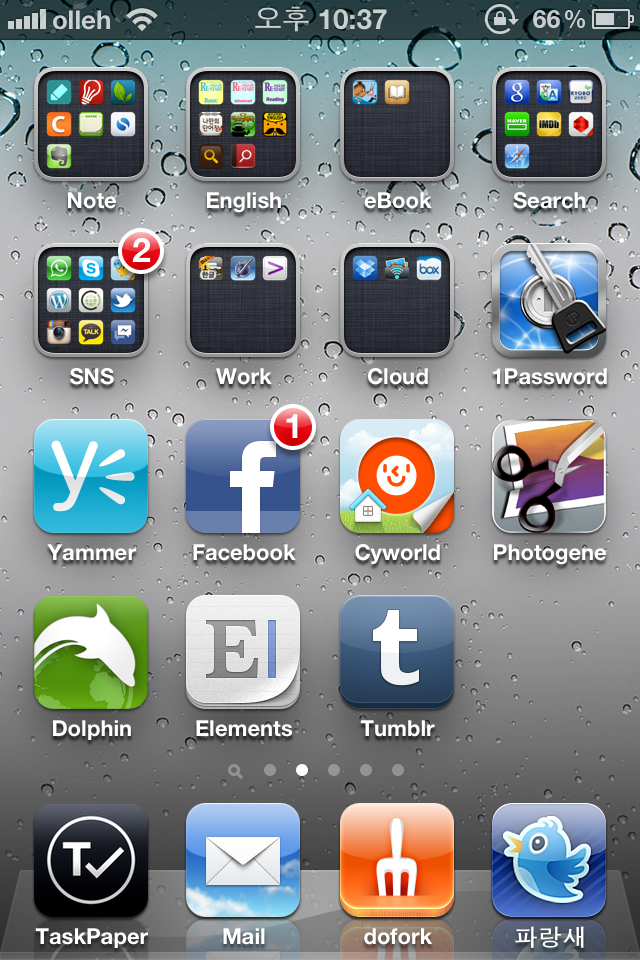 olleh 오후 10:37 66%
Note English eBook Search
2
SNS Work Cloud 1Password
1
Yammer Facebook Cyworld Photogene
El
t
Dolphin Elements Tumblr
TaskPaper Mail dofork 파랑새